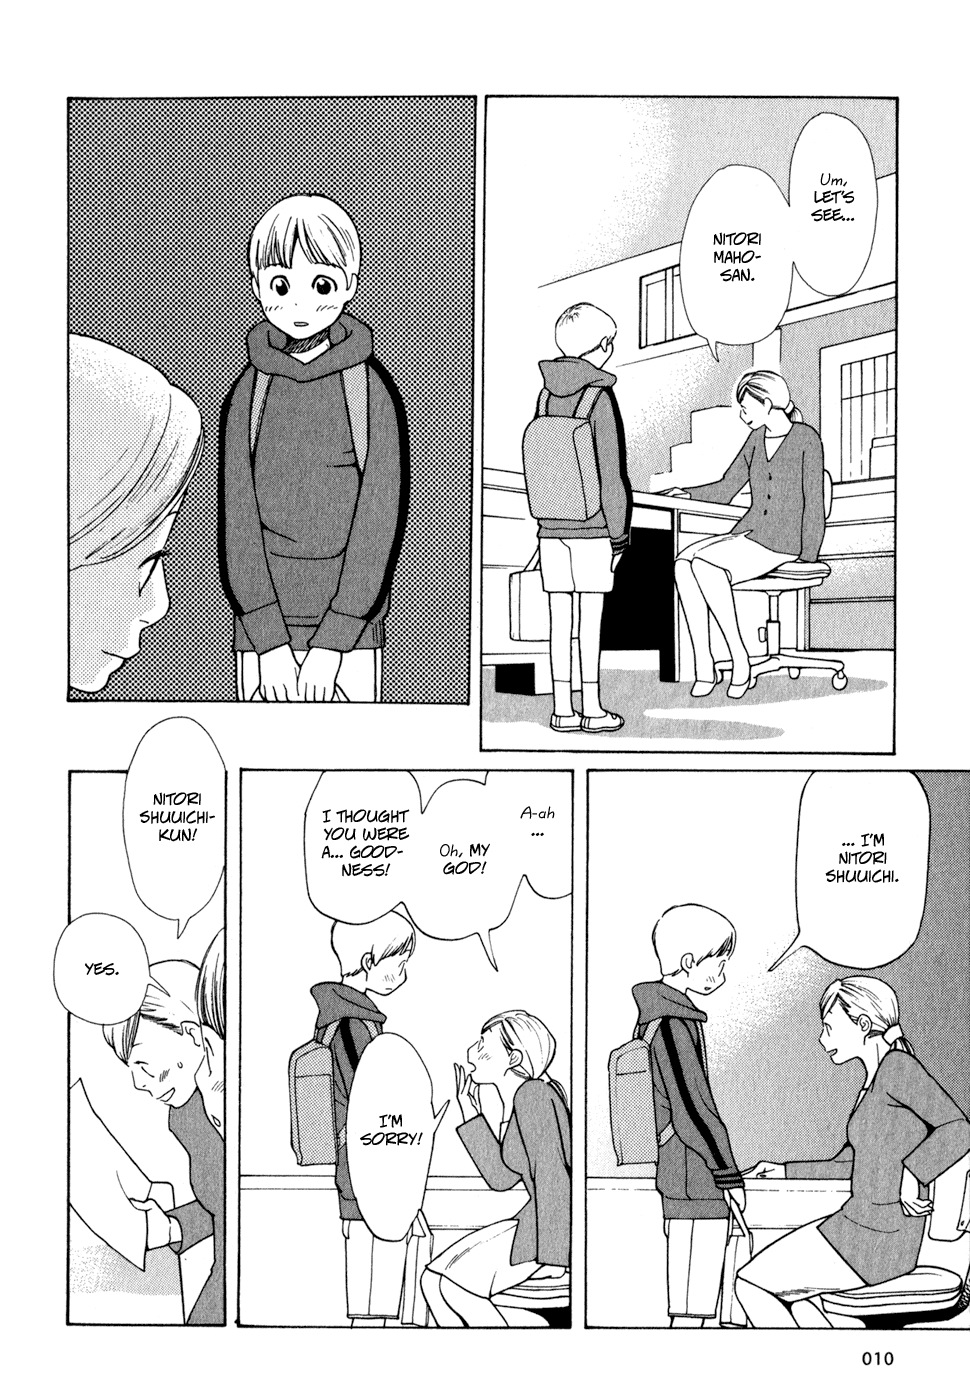 Um,
LET'S
SEE...
NITORI
MAHO-
SAN.
... I'M
NITORI
SHUUICHI.
A-ah
...
Oh, MY
GOD!
I THOUGHT
YOU WERE
A... GOOD-
NESS!
I'M
SORRY!
NITORI
SHUUICHI-
KUN!
YES.
010